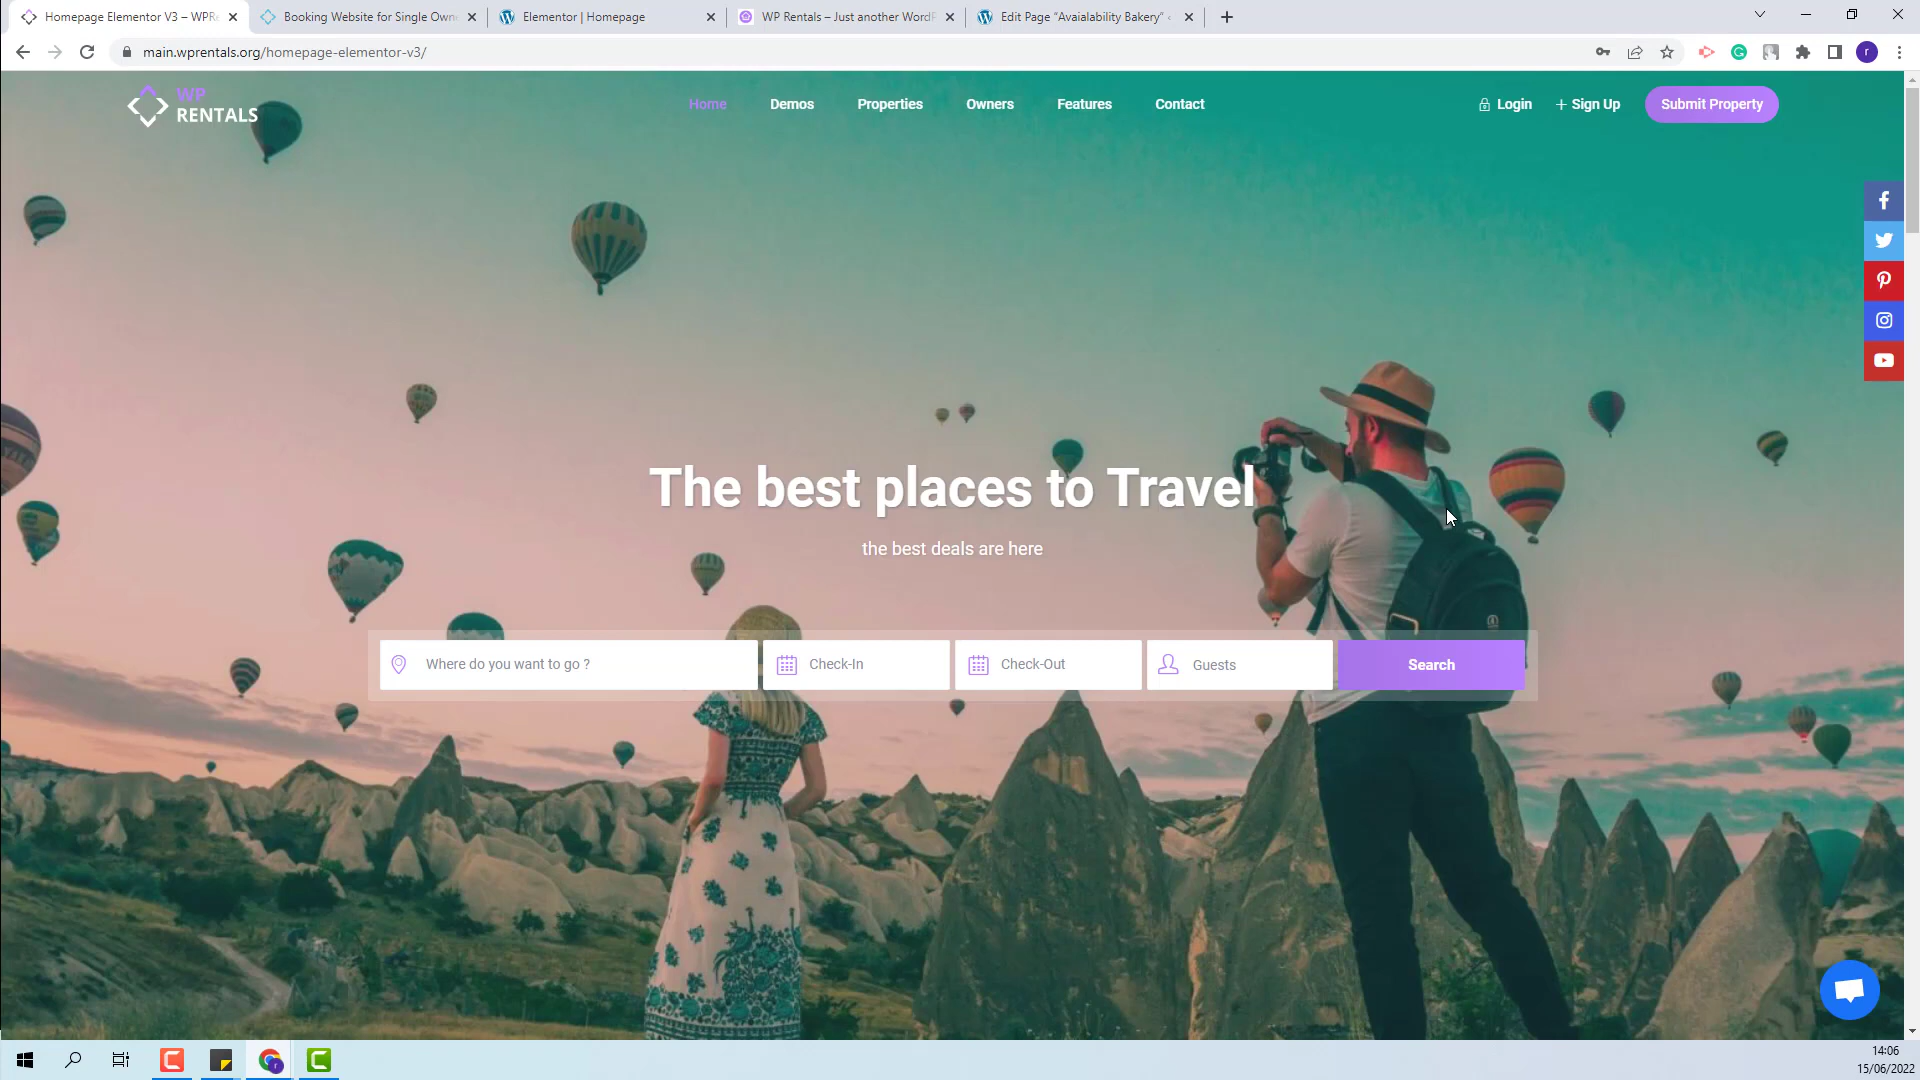 Homepage Elementor V3 – WPRe
Booking Website for Single Owne
Elementor | Homepage
WP Rentals – Just another WordP
Edit Page “Avaialability Bakery” ‹
main.wprentals.org/homepage-elementor-v3/
r
WP
RENTALS
Home
Demos
Properties
Owners
Features
Contact
Login
+ Sign Up
Submit Property
The best places to Travel
the best deals are here
Where do you want to go ?
Check-In
Check-Out
Guests
Search
14:06
15/06/2022